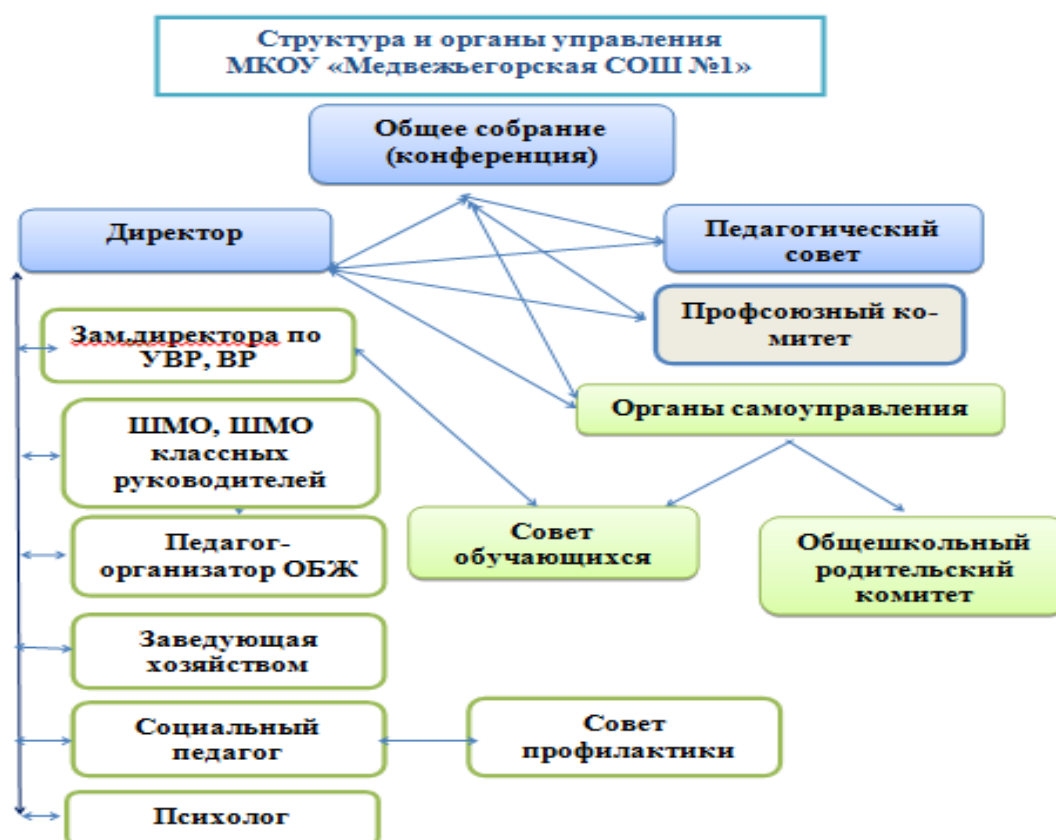 Структура и органы управления
МКОУ «Медвежьегорская СОШ №1»
Общее собрание
(конференция)
Директор
Педагогический
совет
Профсоюзный ко-
митет
Зам.директора по
УВР, ВР
Органы самоуправления
ШМО, ШМО
классных
руководителей
Совет
обучающихся
Педагог-
организатор ОБЖ
Общешкольный
родительский
комитет
Заведующая
хозяйством
Социальный
педагог
Совет
профилактики
Психолог